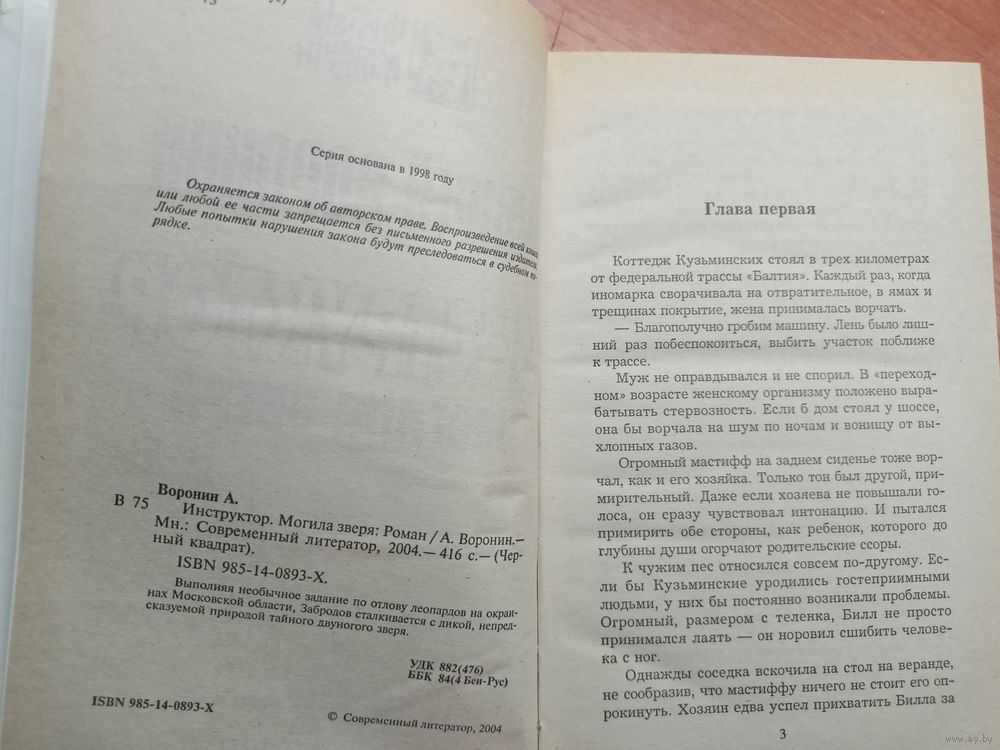 75
Серия основана в 1998 году
Охраняется законом об авторском праве. Воспроизведение всей книги
или любой ее части запрещается без письменного разрешения издателя.
Любые попытки нарушения закона будут преследоваться в судебном по-
рядке.
Воронин А.
В 75
Инструктор. Могила зверя: Роман / А. Воронин.—
Мн.: Современный литератор, 2004.— 416 с.— (Чер-
ный квадрат).
ISBN 985-14-0893-X.
Выполняя необычное задание по отлову леопардов на окраи-
нах Московской области, Забродов сталкивается с дикой, непред-
сказуемой природой тайного двуногого зверя.
УДК 882(476)
ББК 84(4 Беи-Рус)
ISBN 985-14-0893-X
© Современный литератор, 2004
Глава первая
Коттедж Кузьминских стоял в трех километрах
от федеральной трассы «Балтия». Каждый раз, когда
иномарка сворачивала на отвратительное, в ямах и
трещинах покрытие, жена принималась ворчать.
— Благополучно гробим машину. Лень было лиш-
ний раз побеспокоиться, выбить участок поближе
к трассе.
Муж не оправдывался и не спорил. В «переход-
ном» возрасте женскому организму положено выра-
батывать стервозность. Если б дом стоял у шоссе,
она бы ворчала на шум по ночам и вонищу от вы-
хлопных газов.
Огромный мастифф на заднем сиденье тоже вор-
чал, как и его хозяйка. Только тон был другой, при-
мирительный. Даже если хозяева не повышали го-
лоса, он сразу чувствовал интонацию. И пытался
примирить обе стороны, как ребенок, которого до
глубины души огорчают родительские ссоры.
К чужим пес относился совсем по-другому. Ес-
ли бы Кузьминские уродились гостеприимными
людьми, у них бы постоянно возникали проблемы.
Огромный, размером с теленка, Билл не просто
принимался лаять — он норовил сшибить челове-
ка с ног.
Однажды соседка вскочила на стол на веранде,
не сообразив, что мастиффу ничего не стоит его оп-
рокинуть. Хозяин едва успел прихватить Билла за
3
www.ay.by